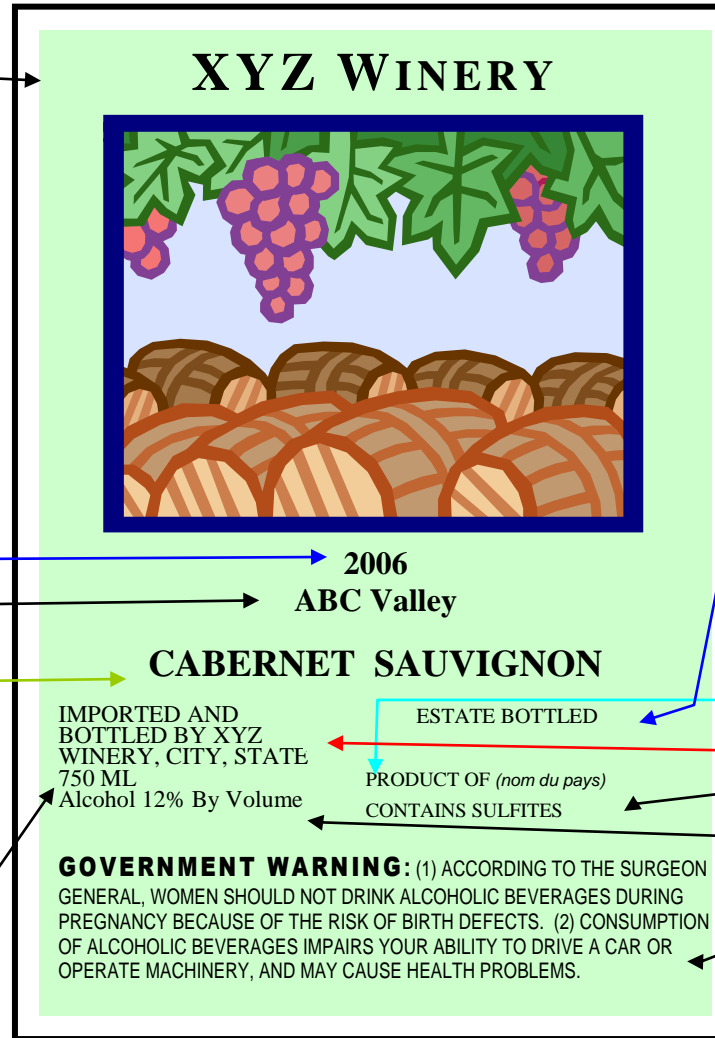 XYZ WINERY
2006
ABC Valley
CABERNET SAUVIGNON
IMPORTED AND
BOTTLED BY XYZ
WINERY, CITY, STATE
750 ML
Alcohol 12% By Volume
ESTATE BOTTLED
PRODUCT OF (nom du pays)
CONTAINS SULFITES
GOVERNMENT WARNING: (1) ACCORDING TO THE SURGEON
GENERAL, WOMEN SHOULD NOT DRINK ALCOHOLIC BEVERAGES DURING
PREGNANCY BECAUSE OF THE RISK OF BIRTH DEFECTS. (2) CONSUMPTION
OF ALCOHOLIC BEVERAGES IMPAIRS YOUR ABILITY TO DRIVE A CAR OR
OPERATE MACHINERY, AND MAY CAUSE HEALTH PROBLEMS.